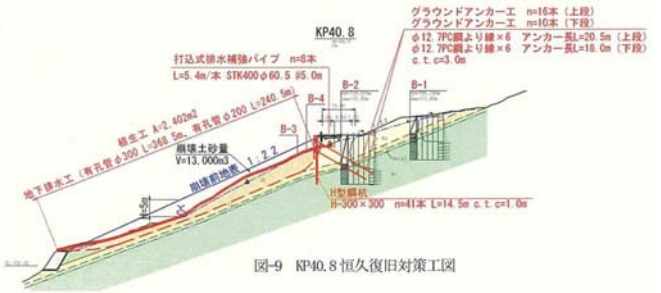 グラウンドアンカー工 n=16本（上段）
グラウンドアンカー工 n=10本（下段）
KP40.8
φ12.7PC鋼より線×6 アンカー長L=20.5m（上段）
φ12.7PC鋼より線×6 アンカー長L=18.0m（下段）
c.t.c=3.0m
打込式排水補強パイプ n=8本
L=5.4m/本 STK400φ60.5 @5.0m
B-2
B-1
B-4
B-3
植生工 A=2.402m2
地下排水工（有孔管φ300 L=368.5m、有孔管φ200 L=240.5m）
崩壊土砂量
V=13,000m3
崩壊前地表
1:2.2
H=5m
H型鋼杭
H-300×300 n=41本 L=14.5m c.t.c=1.0m
図-9 KP40.8恒久復旧対策工図